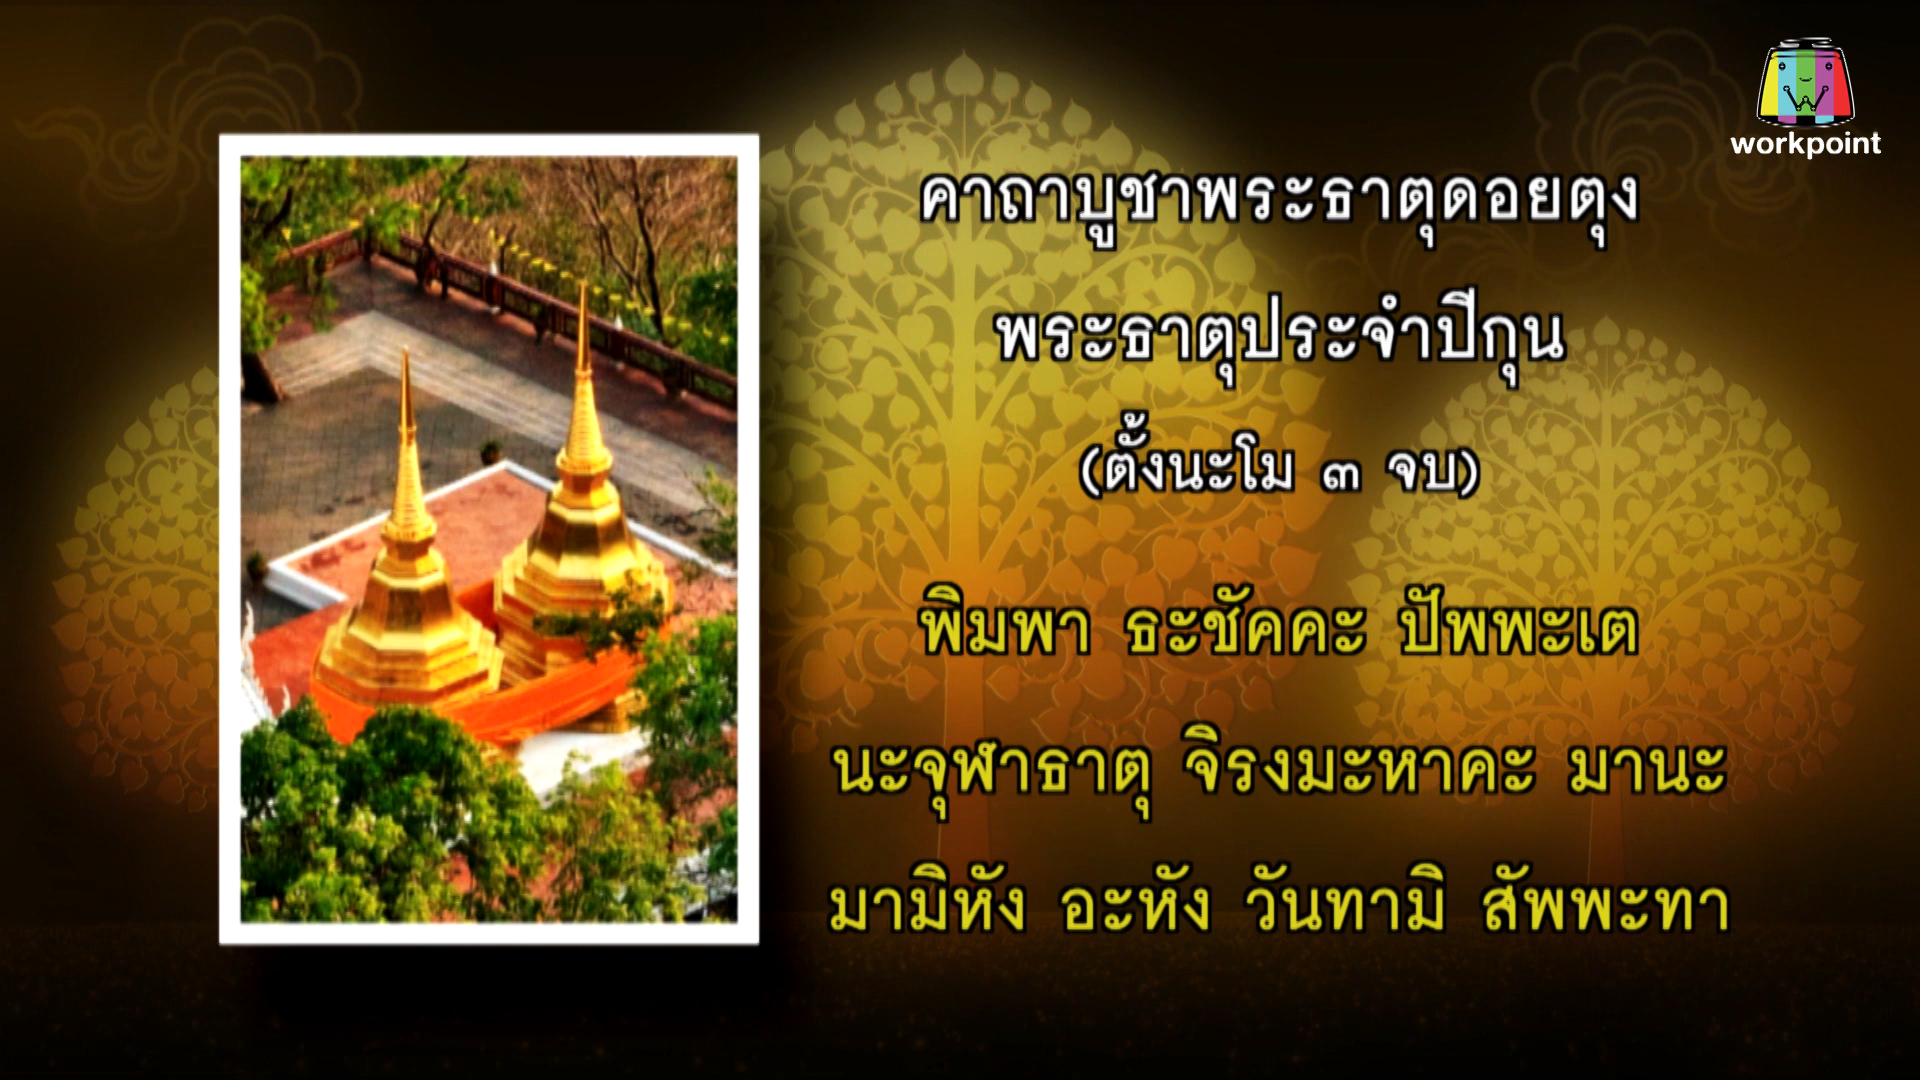 workpoint
คาถาบูชาพระธาตุดอยตุง
พระธาตุประจำปีกุน
(ตั้งนะโม ๓ จบ)
พิมพา ธะชัคคะ ปัพพะเต
นะจุฬาธาตุ จิรงมะหาคะ มานะ
มามิหัง อะหัง วันทามิ สัพพะทา